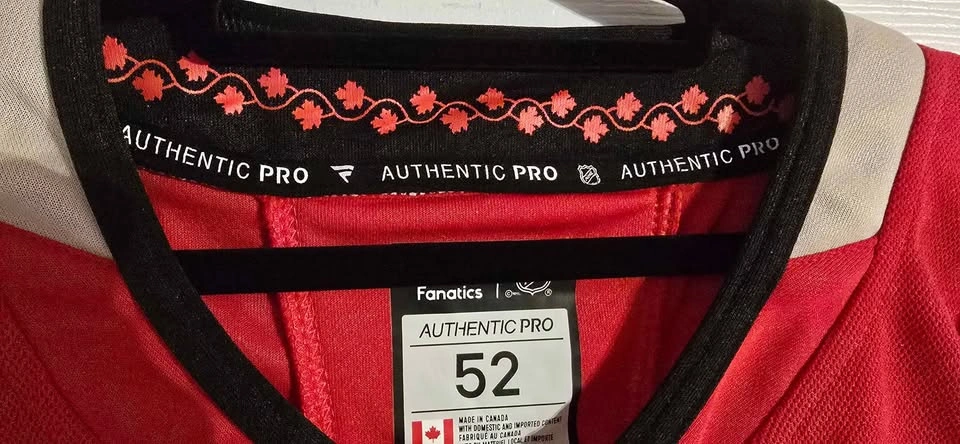 AUTHENTIC PRO AUTHENTIC PRO AUTHENTIC PRO
Fanatics
AUTHENTIC PRO
52
MADE IN CANADA
WITH DOMESTIC AND IMPORTED CONTENT
FABRIQUÉ AU CANADA